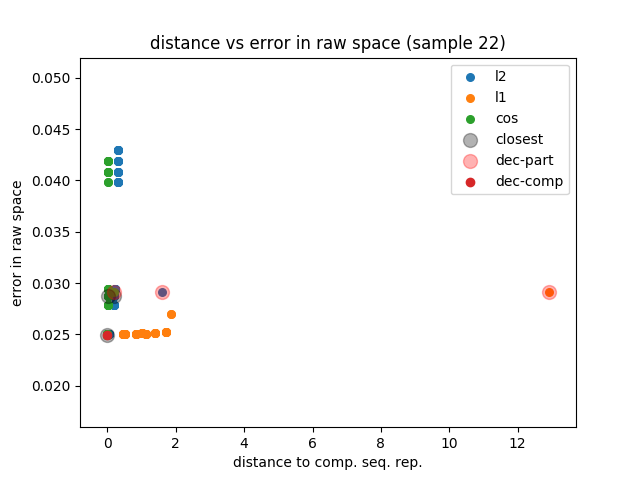 distance vs error in raw space (sample 22)
0.050
0.045
0.040
0.035
0.030
0.025
0.020
error in raw space
l2
l1
cos
closest
dec-part
dec-comp
0 2 4 6 8 10 12
distance to comp. seq. rep.